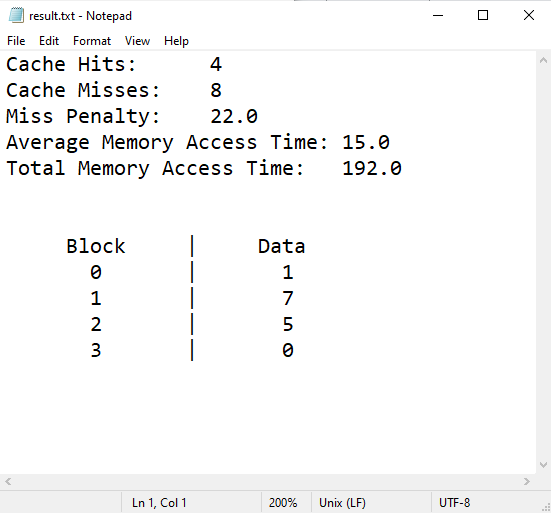 result.txt - Notepad
File Edit Format View Help
Cache Hits: 4
Cache Misses: 8
Miss Penalty: 22.0
Average Memory Access Time: 15.0
Total Memory Access Time: 192.0
Block | Data
0 | 1
1 | 7
2 | 5
3 | 0
Ln 1, Col 1 200% Unix (LF) UTF-8